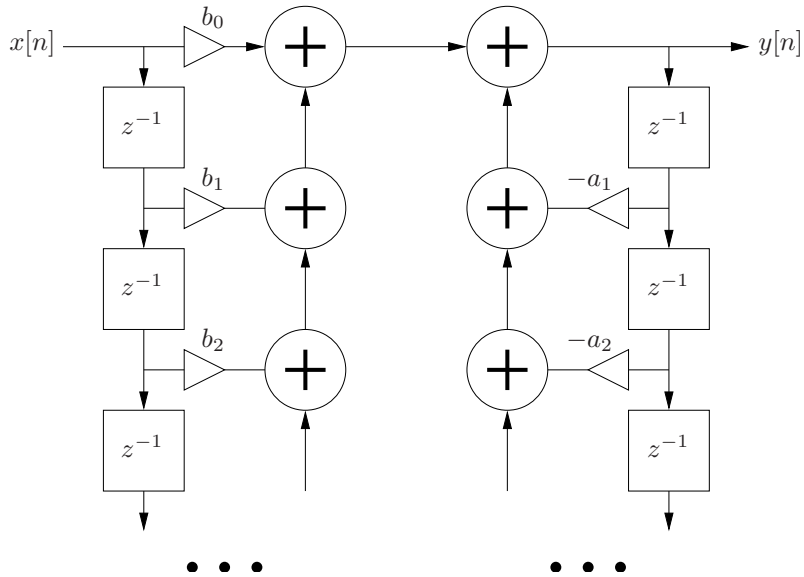 x[n] b₀ y[n]
z⁻¹ z⁻¹
b₁ −a₁
z⁻¹ z⁻¹
b₂ −a₂
z⁻¹ z⁻¹